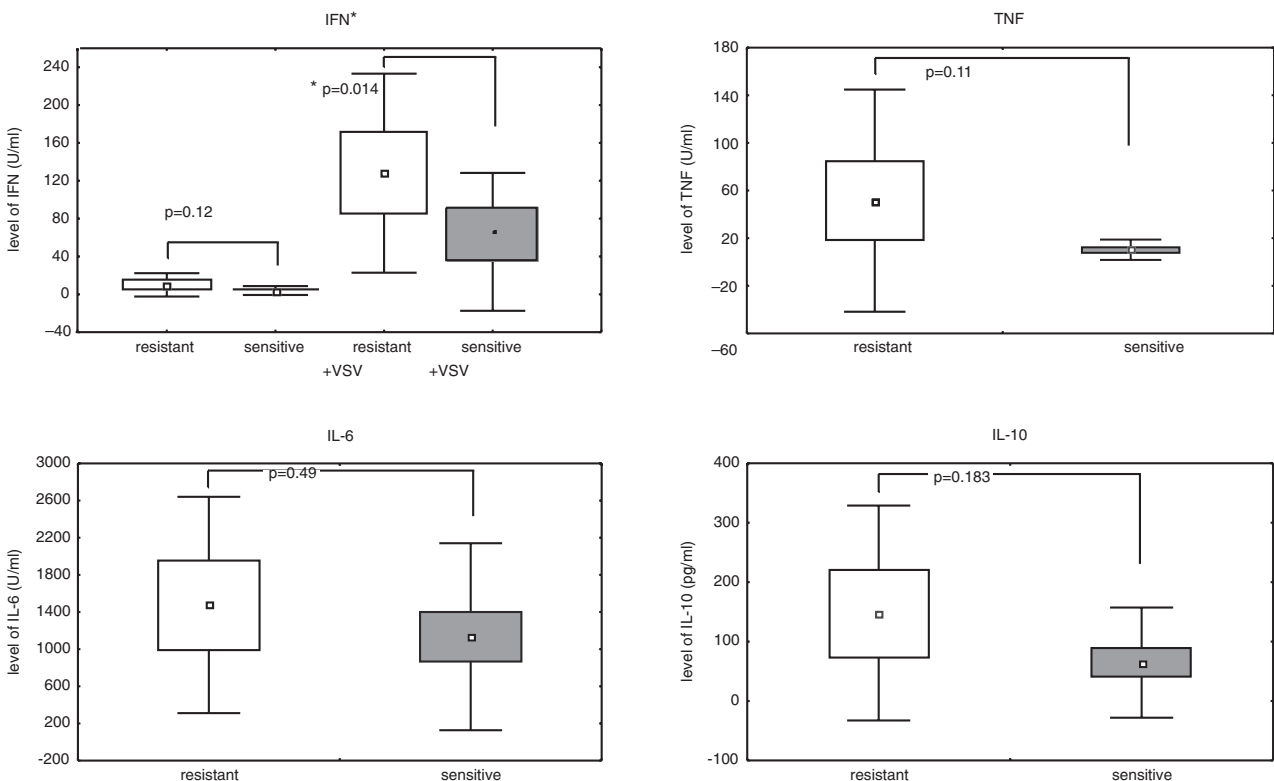 IFN*
level of IFN (U/ml)
240
200
160
120
80
40
0
–40
p=0.12
* p=0.014
resistant
sensitive
resistant
+VSV
sensitive
+VSV
TNF
level of TNF (U/ml)
180
140
100
60
20
–20
–60
p=0.11
resistant
sensitive
IL-6
level of IL-6 (U/ml)
3000
2600
2200
1800
1400
1000
600
200
-200
p=0.49
resistant
sensitive
IL-10
level of IL-10 (pg/ml)
400
300
200
100
0
-100
p=0.183
resistant
sensitive